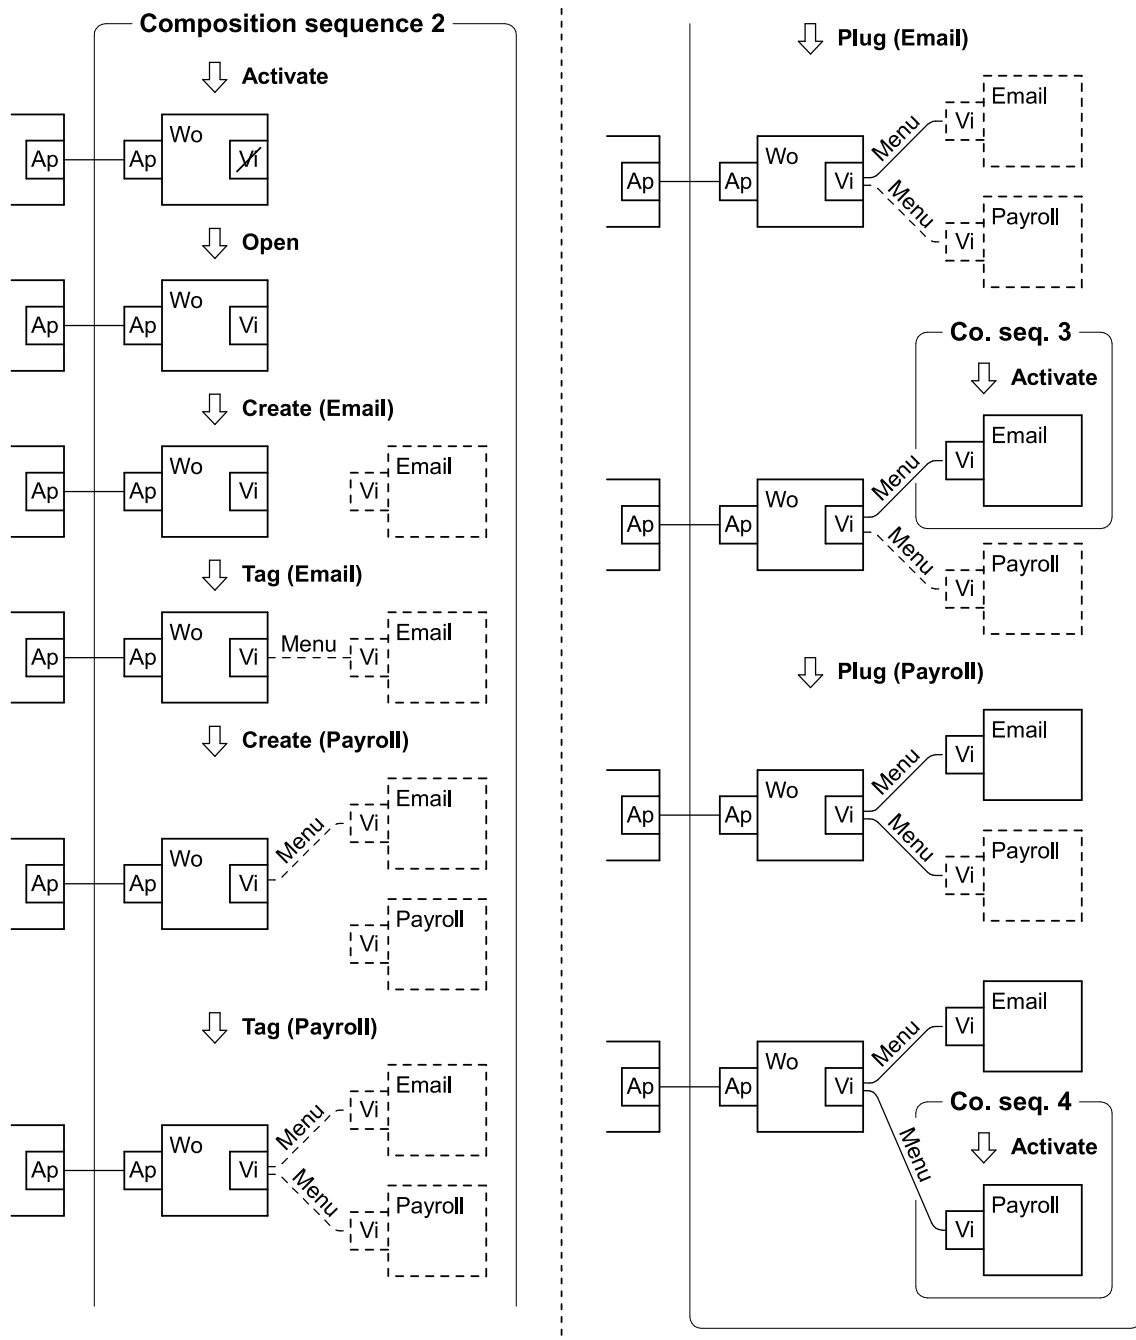 Composition sequence 2
Activate
Wo
Ap Ap Vi
Open
Wo
Ap Ap Vi
Create (Email)
Wo Email
Ap Ap Vi Vi
Tag (Email)
Wo Email
Menu
Ap Ap Vi Vi
Create (Payroll)
Email
Menu Vi
Wo
Ap Ap Vi
Payroll
Vi
Tag (Payroll)
Email
Menu Vi
Wo
Ap Ap Vi
Menu
Payroll
Vi
Plug (Email)
Email
Menu Vi
Wo
Ap Ap Vi
Menu
Payroll
Vi
Co. seq. 3
Activate
Email
Menu Vi
Wo
Ap Ap Vi
Menu
Payroll
Vi
Plug (Payroll)
Email
Menu Vi
Wo
Ap Ap Vi
Menu
Payroll
Vi
Email
Menu Vi
Wo
Ap Ap Vi
Co. seq. 4
Menu
Activate
Payroll
Vi